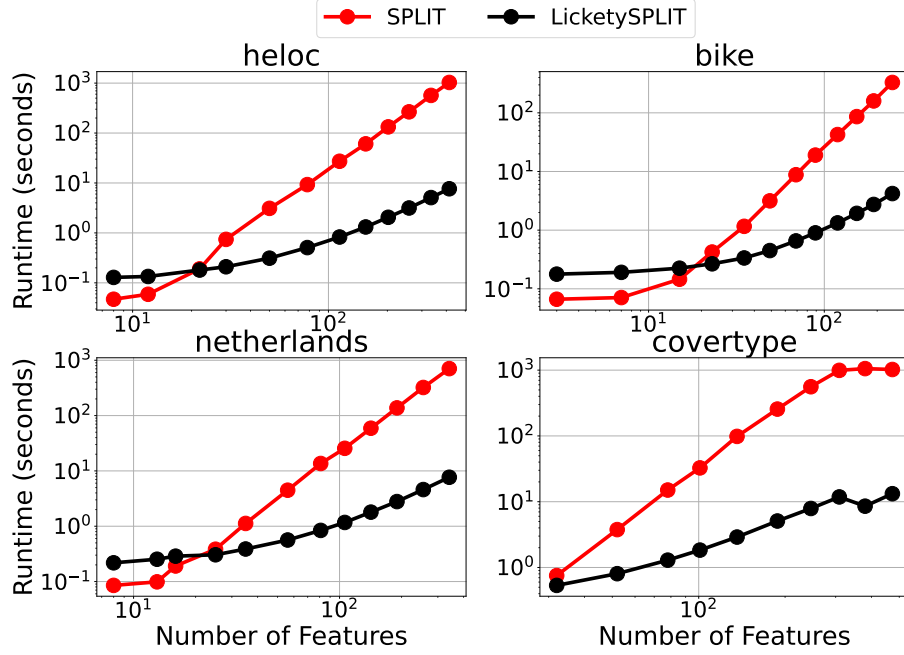 SPLIT LicketySPLIT
heloc
bike
Runtime (seconds)
10³
10²
10¹
10⁰
10⁻¹
10¹ 10²
10²
10¹
10⁰
10⁻¹
10¹ 10²
netherlands
covertype
Runtime (seconds)
10³
10²
10¹
10⁰
10⁻¹
10¹ 10²
Number of Features
10³
10²
10¹
10⁰
10²
Number of Features